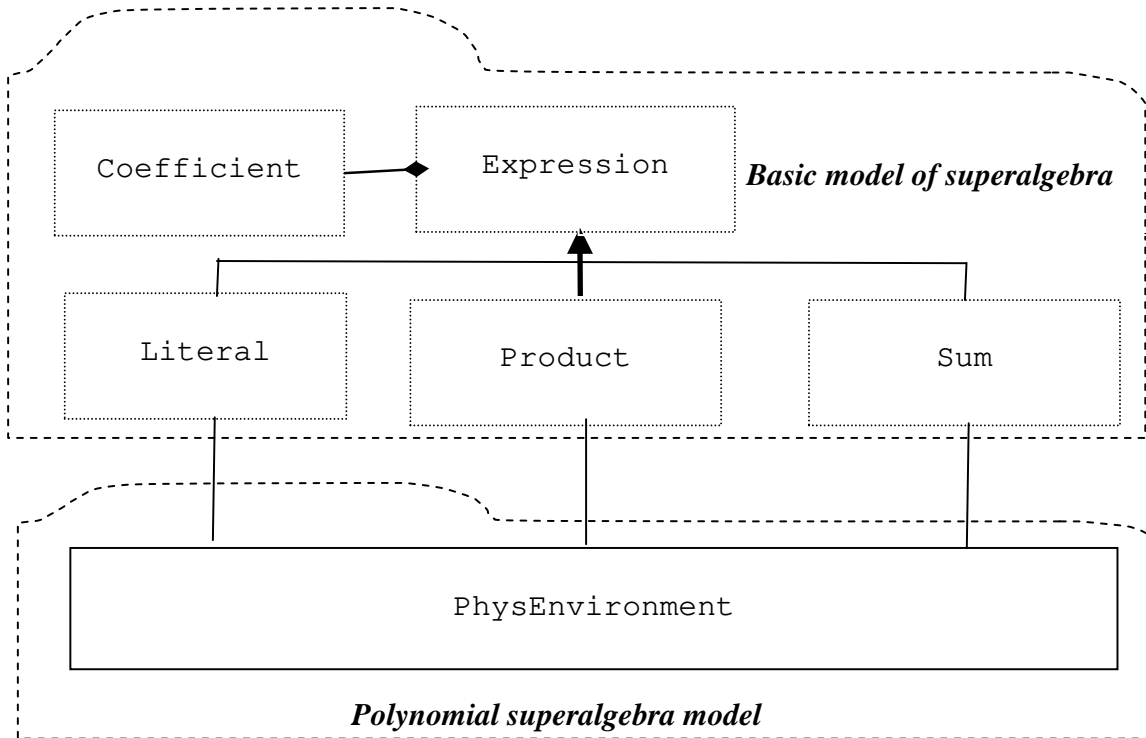 Coefficient
Expression
Basic model of superalgebra
Literal
Product
Sum
PhysEnvironment
Polynomial superalgebra model